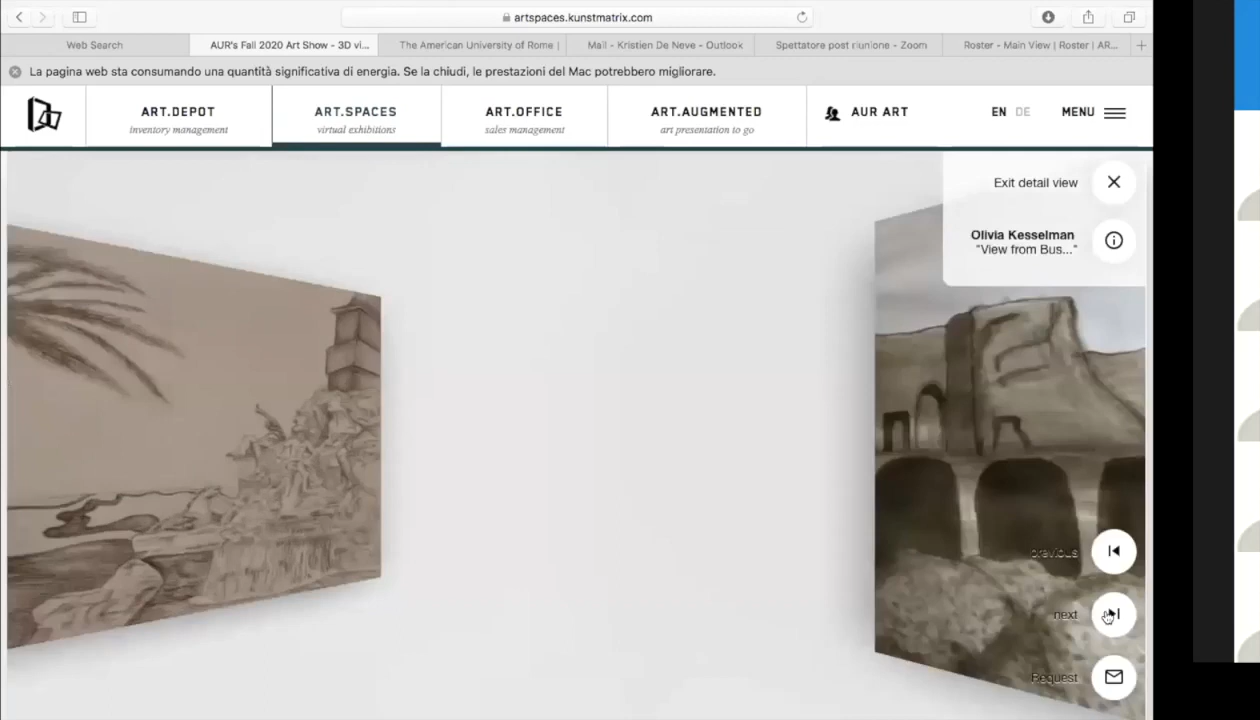 artspaces.kunstmatrix.com
Web Search
AUR's Fall 2020 Art Show - 3D vi...
The American University of Rome |
Mail - Kristien De Neve - Outlook
Spettatore post riunione - Zoom
Roster - Main View | Roster | AR...
La pagina web sta consumando una quantità significativa di energia. Se la chiudi, le prestazioni del Mac potrebbero migliorare.
ART.DEPOT
inventory management
ART.SPACES
virtual exhibitions
ART.OFFICE
sales management
ART.AUGMENTED
art presentation to go
AUR ART
EN DE
MENU
Exit detail view
Olivia Kesselman
"View from Bus..."
previous
next
Request